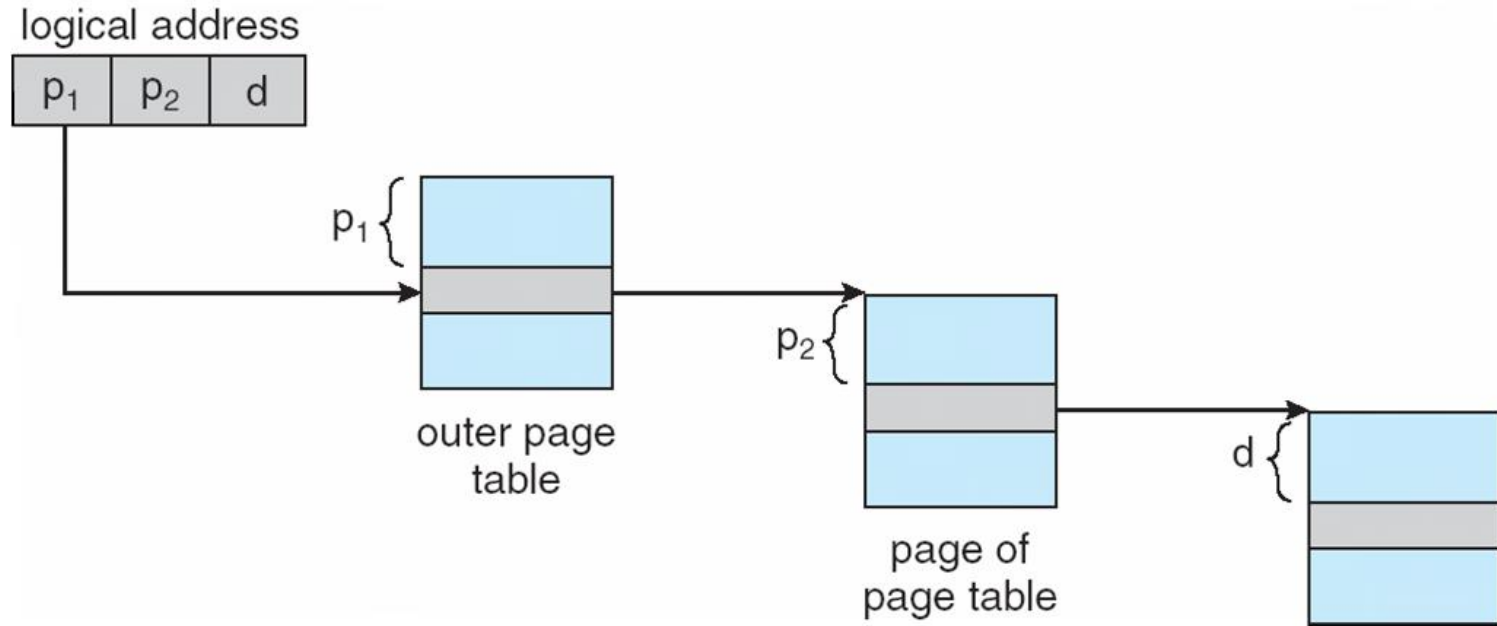 logical address
p₁ p₂ d
p₁
outer page
table
p₂
page of
page table
d